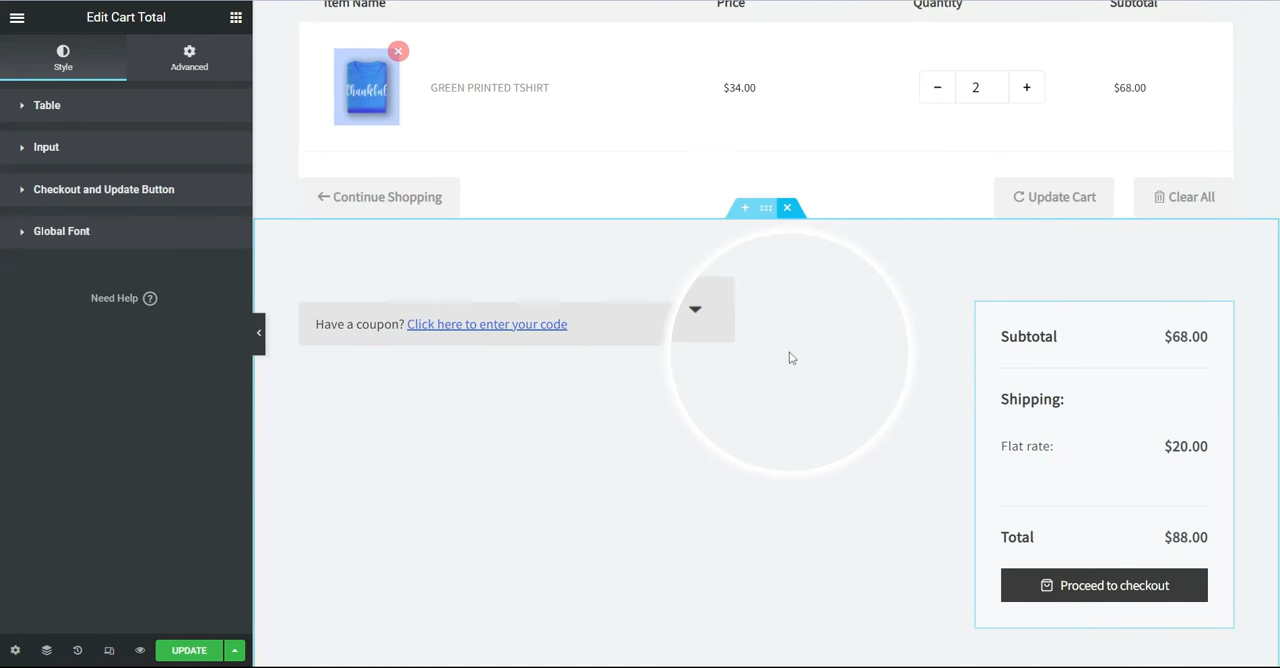 Edit Cart Total
Style
Advanced
Table
Input
Checkout and Update Button
Global Font
Need Help ?
UPDATE
Item Name Price Quantity Subtotal
thankful
GREEN PRINTED TSHIRT $34.00 − 2 + $68.00
Continue Shopping Update Cart Clear All
Have a coupon? Click here to enter your code
Subtotal $68.00
Shipping:
Flat rate: $20.00
Total $88.00
Proceed to checkout